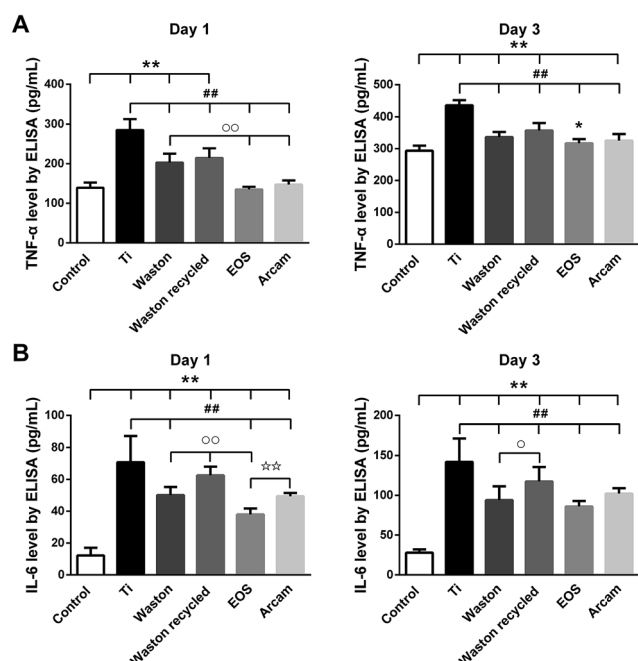 A
Day 1
TNF-α level by ELISA (pg/mL)
400
300
200
100
0
**
##
○○
Control
Ti
Waston
Waston recycled
EOS
Arcam
Day 3
TNF-α level by ELISA (pg/mL)
500
400
300
200
100
0
**
##
*
Control
Ti
Waston
Waston recycled
EOS
Arcam
B
Day 1
IL-6 level by ELISA (pg/mL)
100
80
60
40
20
0
**
##
○○
☆☆
Control
Ti
Waston
Waston recycled
EOS
Arcam
Day 3
IL-6 level by ELISA (pg/mL)
200
150
100
50
0
**
##
○
Control
Ti
Waston
Waston recycled
EOS
Arcam